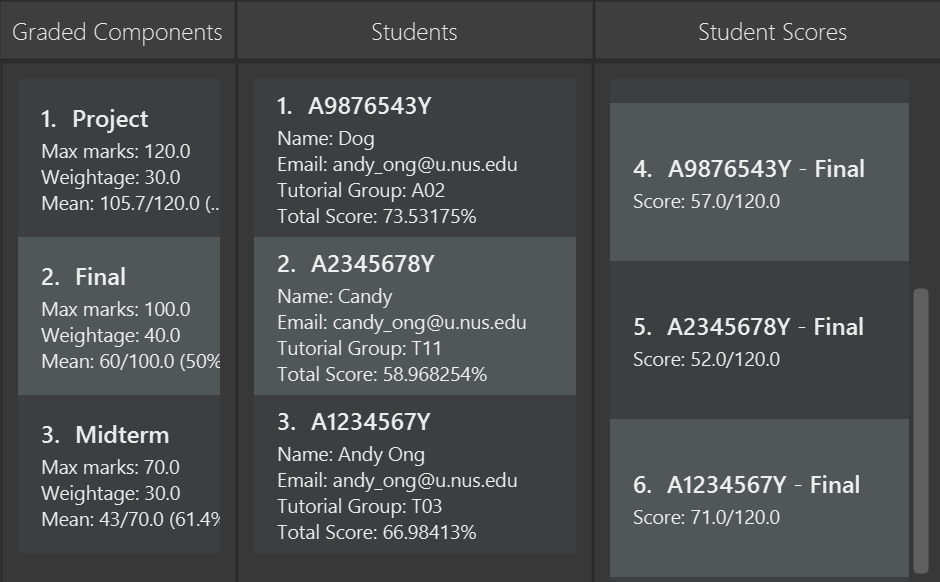 Graded Components
1. Project
Max marks: 120.0
Weightage: 30.0
Mean: 105.7/120.0 (...
2. Final
Max marks: 100.0
Weightage: 40.0
Mean: 60/100.0 (50%
3. Midterm
Max marks: 70.0
Weightage: 30.0
Mean: 43/70.0 (61.4%
Students
1. A9876543Y
Name: Dog
Email: andy_ong@u.nus.edu
Tutorial Group: A02
Total Score: 73.53175%
2. A2345678Y
Name: Candy
Email: candy_ong@u.nus.edu
Tutorial Group: T11
Total Score: 58.968254%
3. A1234567Y
Name: Andy Ong
Email: andy_ong@u.nus.edu
Tutorial Group: T03
Total Score: 66.98413%
Student Scores
4. A9876543Y - Final
Score: 57.0/120.0
5. A2345678Y - Final
Score: 52.0/120.0
6. A1234567Y - Final
Score: 71.0/120.0